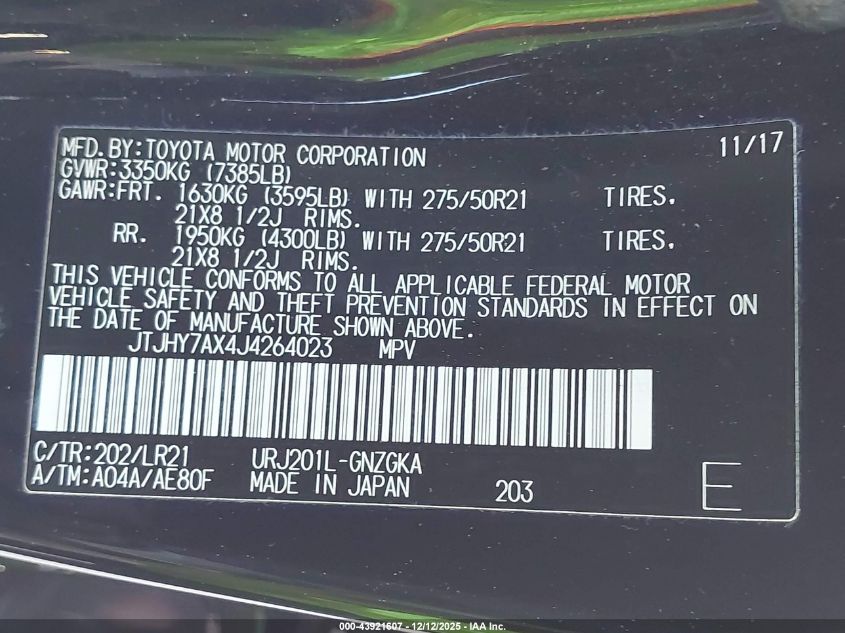 MFD.BY:TOYOTA MOTOR CORPORATION 11/17
GVWR:3350KG (7385LB)
GAWR:FRT. 1630KG (3595LB) WITH 275/50R21 TIRES.
21X8 1/2J RIMS.
RR. 1950KG (4300LB) WITH 275/50R21 TIRES.
21X8 1/2J RIMS.
THIS VEHICLE CONFORMS TO ALL APPLICABLE FEDERAL MOTOR
VEHICLE SAFETY AND THEFT PREVENTION STANDARDS IN EFFECT ON
THE DATE OF MANUFACTURE SHOWN ABOVE.
JTJHY7AX4J4264023 MPV
C/TR:202/LR21 URJ201L-GNZGKA
A/TM:A04A/AE80F MADE IN JAPAN 203 E
000-43921607 - 12/12/2025 - IAA Inc.